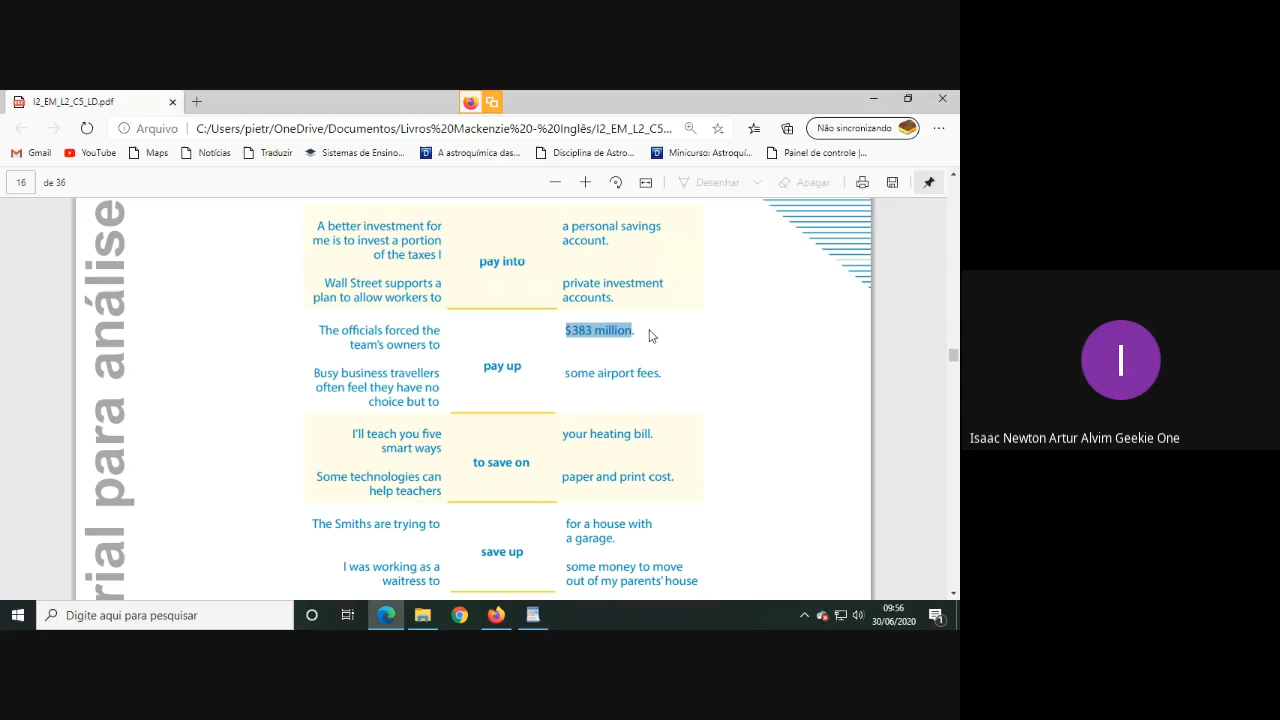 I2_EM_L2_C5_LD.pdf
Arquivo
C:/Users/pietr/OneDrive/Documentos/Livros%20Mackenzie%20-%20Inglês/I2_EM_L2_C5...
Não sincronizando
Gmail
YouTube
Maps
Notícias
Traduzir
Sistemas de Ensino...
A astroquímica das...
Disciplina de Astro...
Minicurso: Astroquí...
Painel de controle |...
16 de 36
Desenhar
Apagar
rial para análise
A better investment for
me is to invest a portion
of the taxes I
Wall Street supports a
plan to allow workers to
pay into
a personal savings
account.
private investment
accounts.
The officials forced the
team's owners to
Busy business travellers
often feel they have no
choice but to
pay up
$383 million.
some airport fees.
I'll teach you five
smart ways
Some technologies can
help teachers
to save on
your heating bill.
paper and print cost.
The Smiths are trying to
I was working as a
waitress to
save up
for a house with
a garage.
some money to move
out of my parents' house
I
Isaac Newton Artur Alvim Geekie One
Digite aqui para pesquisar
09:56
30/06/2020
1